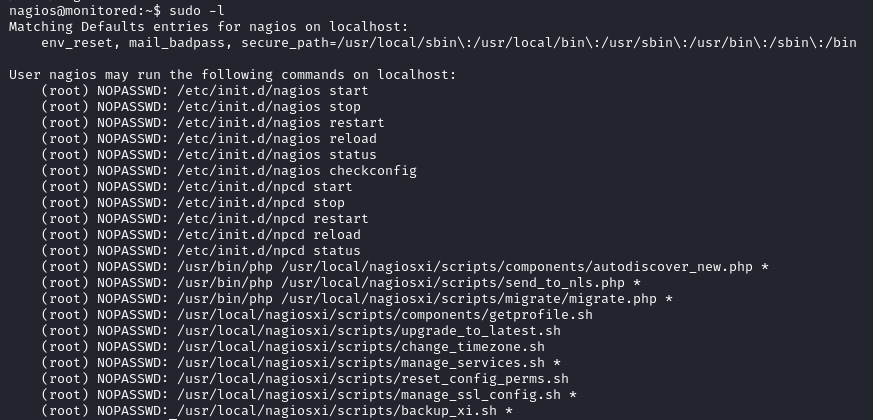 nagios@monitored:~$ sudo -l
Matching Defaults entries for nagios on localhost:
    env_reset, mail_badpass, secure_path=/usr/local/sbin\:/usr/local/bin\:/usr/sbin\:/usr/bin\:/sbin\:/bin

User nagios may run the following commands on localhost:
    (root) NOPASSWD: /etc/init.d/nagios start
    (root) NOPASSWD: /etc/init.d/nagios stop
    (root) NOPASSWD: /etc/init.d/nagios restart
    (root) NOPASSWD: /etc/init.d/nagios reload
    (root) NOPASSWD: /etc/init.d/nagios status
    (root) NOPASSWD: /etc/init.d/nagios checkconfig
    (root) NOPASSWD: /etc/init.d/npcd start
    (root) NOPASSWD: /etc/init.d/npcd stop
    (root) NOPASSWD: /etc/init.d/npcd restart
    (root) NOPASSWD: /etc/init.d/npcd reload
    (root) NOPASSWD: /etc/init.d/npcd status
    (root) NOPASSWD: /usr/bin/php /usr/local/nagiosxi/scripts/components/autodiscover_new.php *
    (root) NOPASSWD: /usr/bin/php /usr/local/nagiosxi/scripts/send_to_nls.php *
    (root) NOPASSWD: /usr/bin/php /usr/local/nagiosxi/scripts/migrate/migrate.php *
    (root) NOPASSWD: /usr/local/nagiosxi/scripts/components/getprofile.sh
    (root) NOPASSWD: /usr/local/nagiosxi/scripts/upgrade_to_latest.sh
    (root) NOPASSWD: /usr/local/nagiosxi/scripts/change_timezone.sh
    (root) NOPASSWD: /usr/local/nagiosxi/scripts/manage_services.sh *
    (root) NOPASSWD: /usr/local/nagiosxi/scripts/reset_config_perms.sh
    (root) NOPASSWD: /usr/local/nagiosxi/scripts/manage_ssl_config.sh *
    (root) NOPASSWD: /usr/local/nagiosxi/scripts/backup_xi.sh *